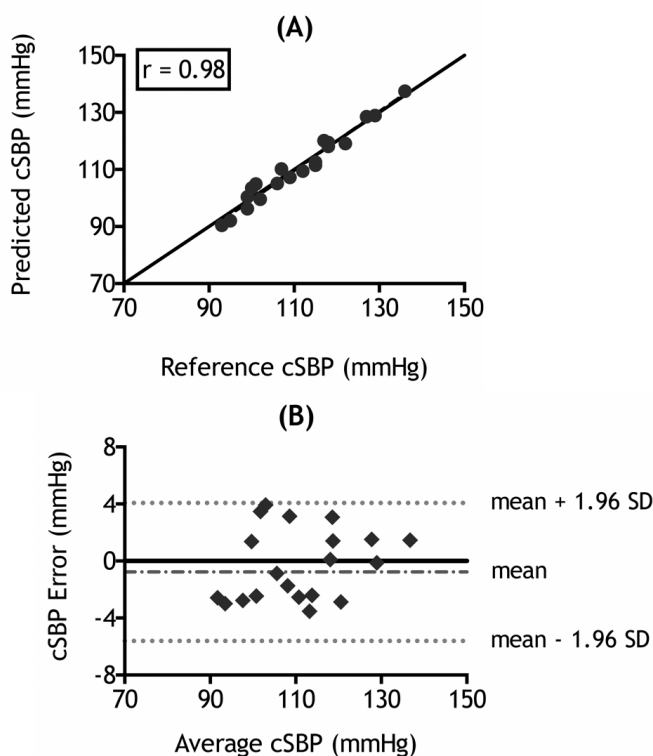 (A)
Predicted cSBP (mmHg)
150
130
110
90
70
r = 0.98
70 90 110 130 150
Reference cSBP (mmHg)
(B)
cSBP Error (mmHg)
8
4
0
-4
-8
mean + 1.96 SD
mean
mean - 1.96 SD
70 90 110 130 150
Average cSBP (mmHg)